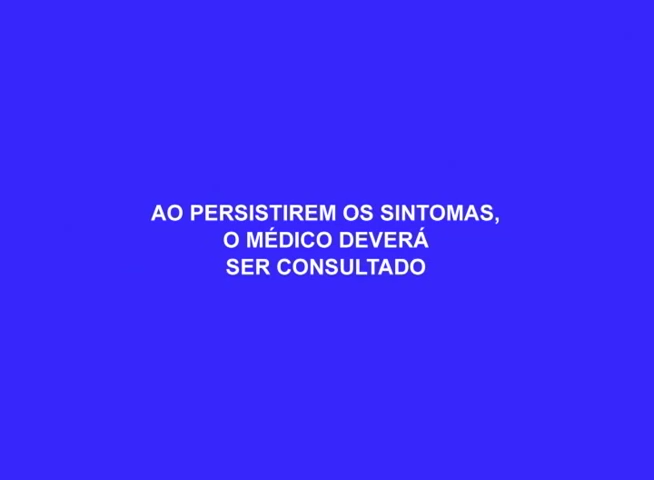 AO PERSISTIREM OS SINTOMAS,
O MÉDICO DEVERÁ
SER CONSULTADO